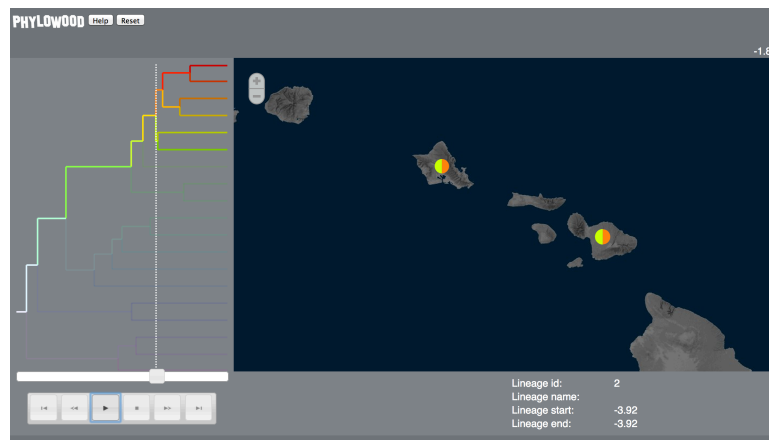 PHYLOWOOD Help Reset
-1.8
Lineage id: 2
Lineage name:
Lineage start: -3.92
Lineage end: -3.92